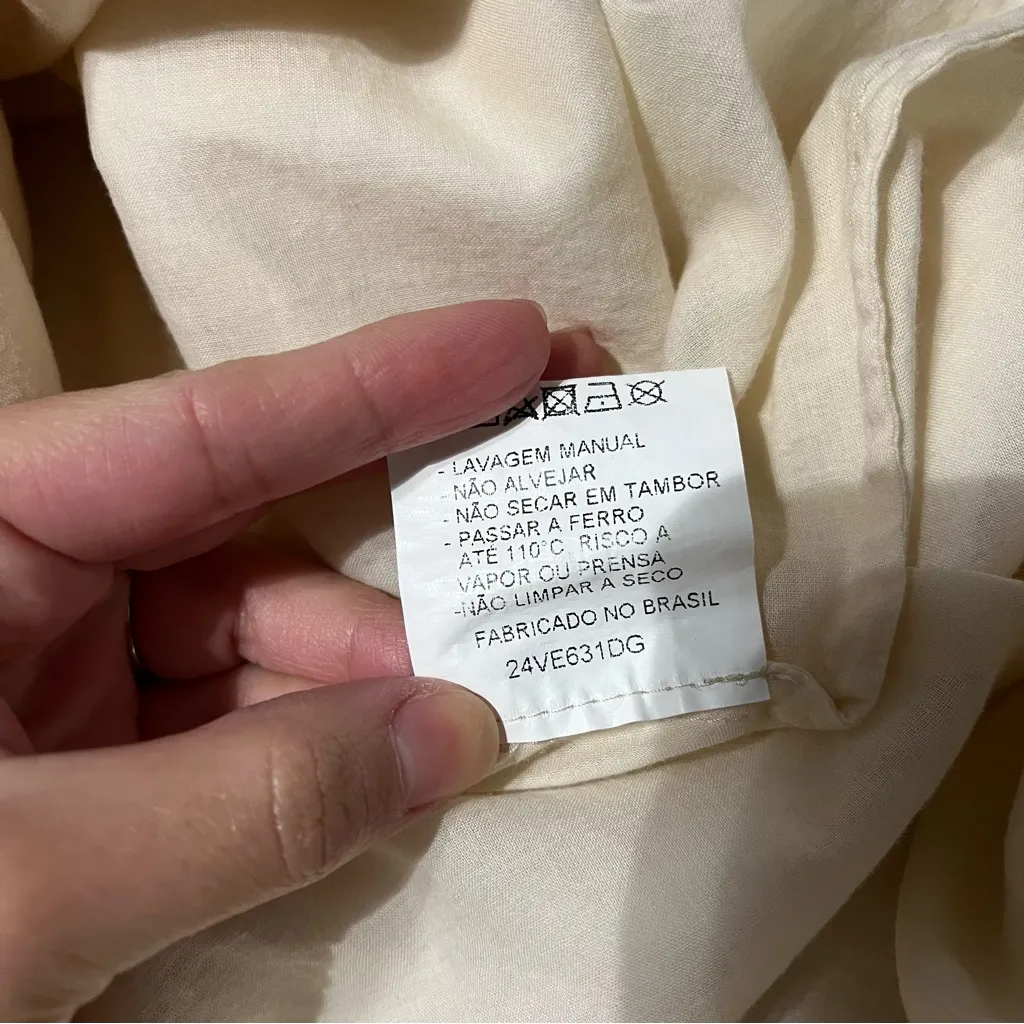 - LAVAGEM MANUAL
- NÃO ALVEJAR
- NÃO SECAR EM TAMBOR
- PASSAR A FERRO
ATÉ 110°C RISCO A
VAPOR OU PRENSA
-NÃO LIMPAR A SECO
FABRICADO NO BRASIL
24VE631DG